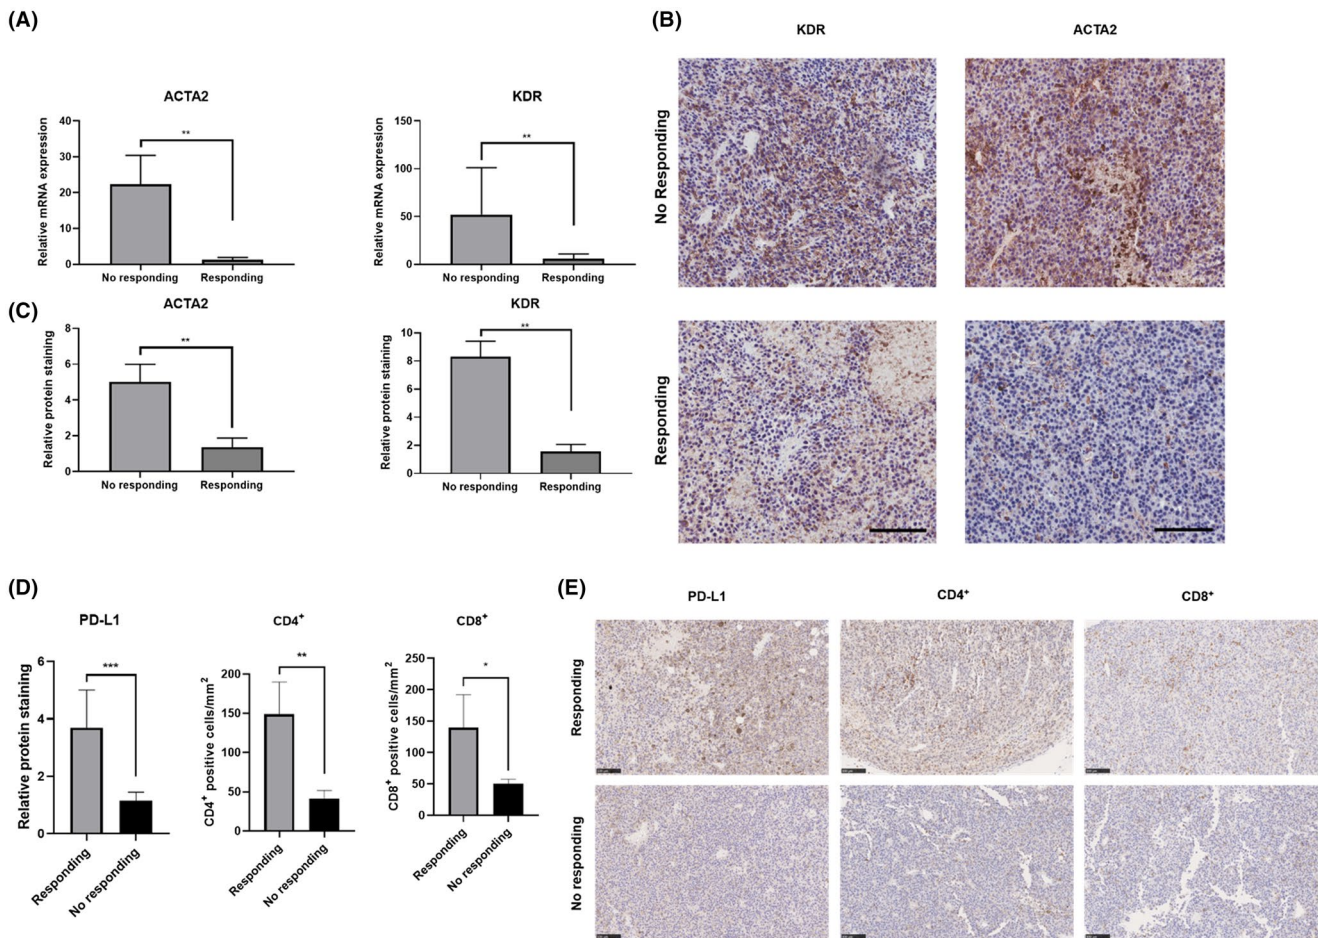 (A)
ACTA2
Relative mRNA expression
40
30
20
10
0
**
No responding Responding
KDR
Relative mRNA expression
150
100
50
0
**
No responding Responding
(B)
KDR ACTA2
No Responding
Responding
(C)
ACTA2
Relative protein staining
8
6
4
2
0
**
No responding Responding
KDR
Relative protein staining
10
8
6
4
2
0
**
No responding Responding
(D)
PD-L1
Relative protein staining
6
4
2
0
***
Responding
No responding
CD4⁺
CD4⁺ positive cells/mm²
200
150
100
50
0
**
Responding
No responding
CD8⁺
CD8⁺ positive cells/mm²
250
200
150
100
50
0
*
Responding
No responding
(E)
PD-L1 CD4⁺ CD8⁺
Responding
No responding